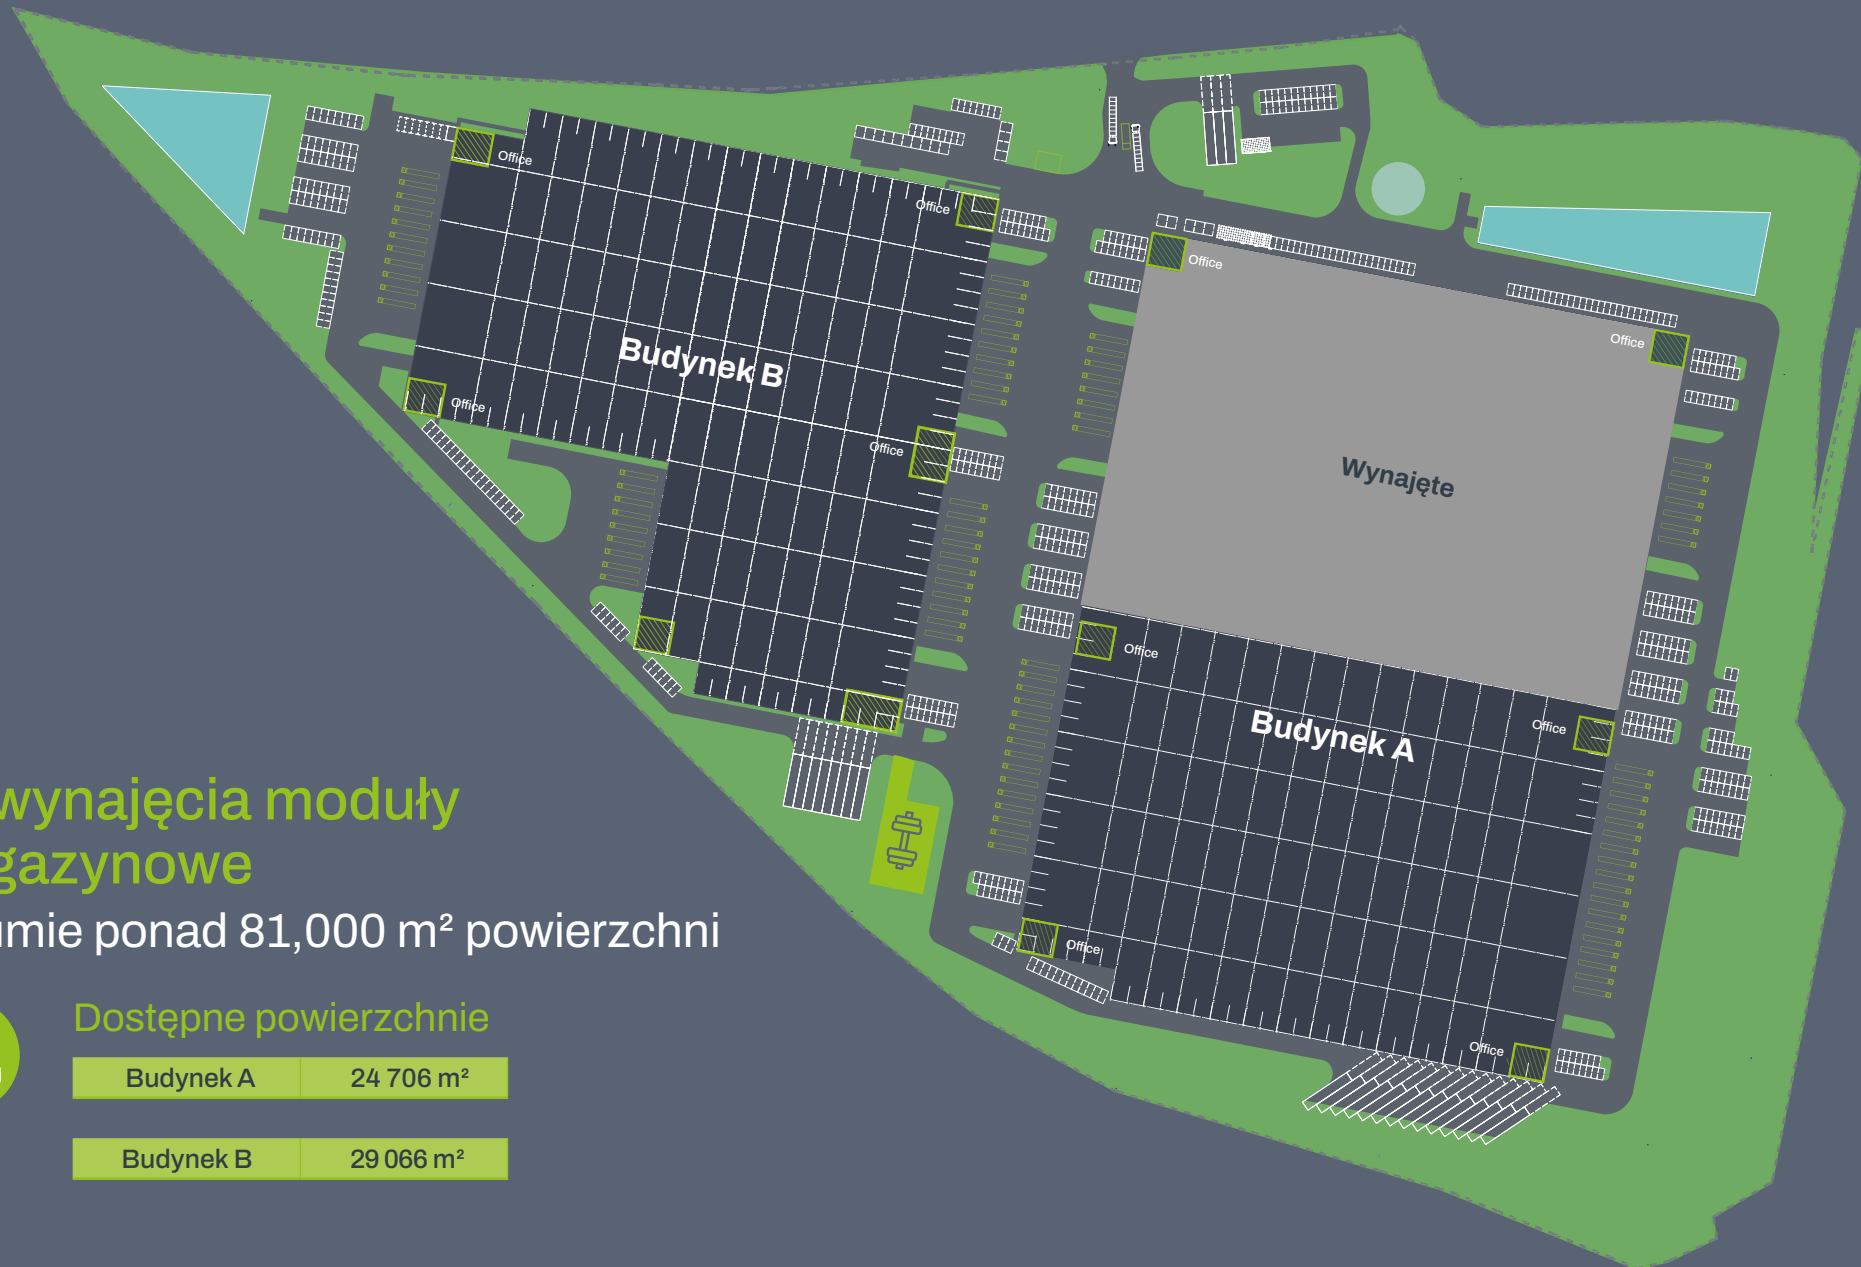 Office
Office
Office
Office
Budynek B
Office
Office
Wynajęte
Office
Budynek A
Office
Office
Office
wynajęcia moduły
gazynowe
umie ponad 81,000 m² powierzchni
Dostępne powierzchnie
Budynek A 24 706 m²
Budynek B 29 066 m²